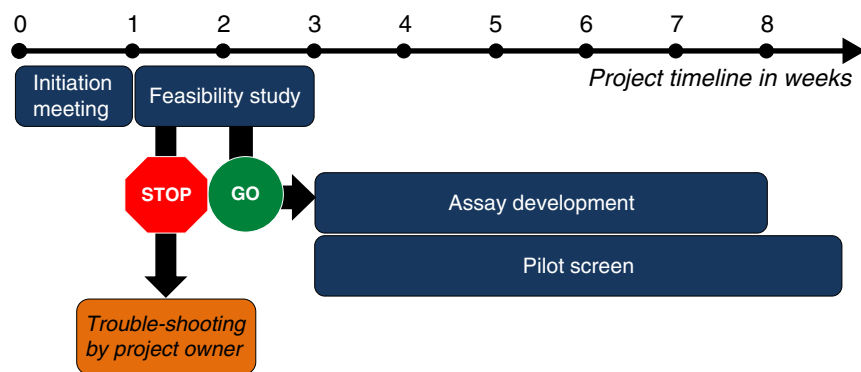 0 1 2 3 4 5 6 7 8
Project timeline in weeks
Initiation
meeting
Feasibility study
STOP
GO
Assay development
Pilot screen
Trouble-shooting
by project owner